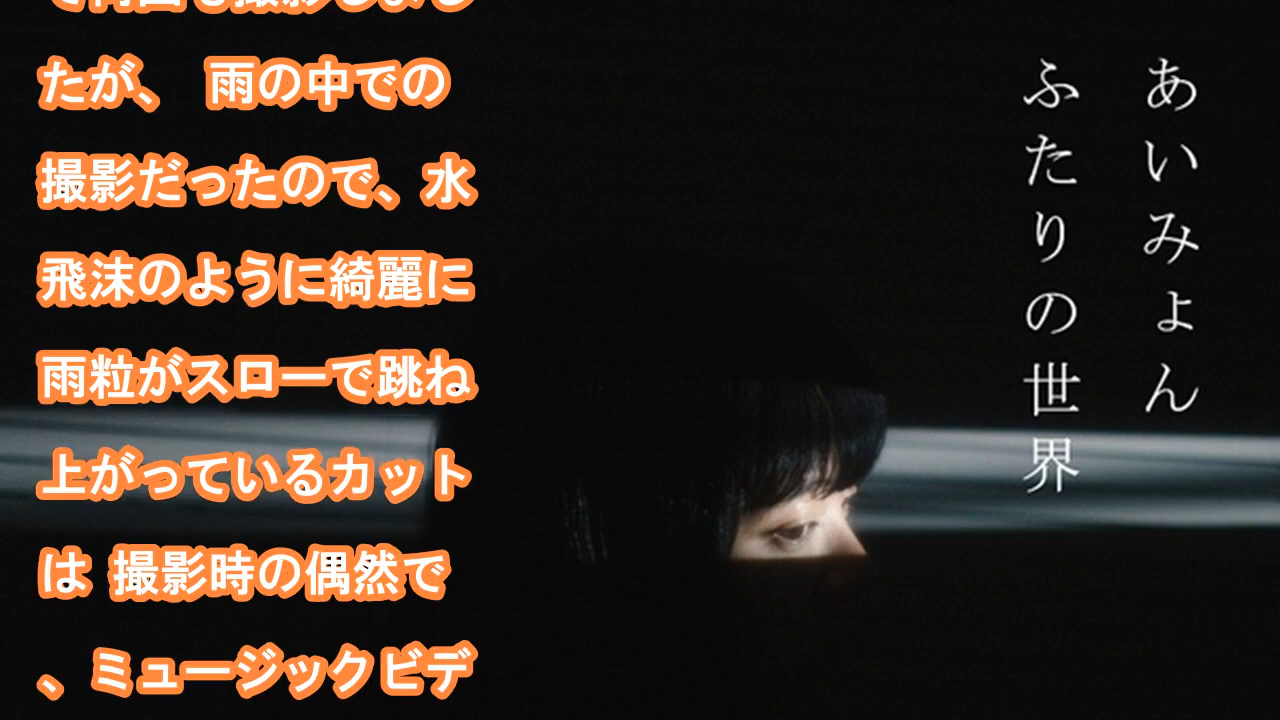 たが、 雨の中での
撮影だったので、水
飛沫のように綺麗に
雨粒がスローで跳ね
上がっているカット
は 撮影時の偶然で
、ミュージックビデ
あいみょん
ふたりの世界